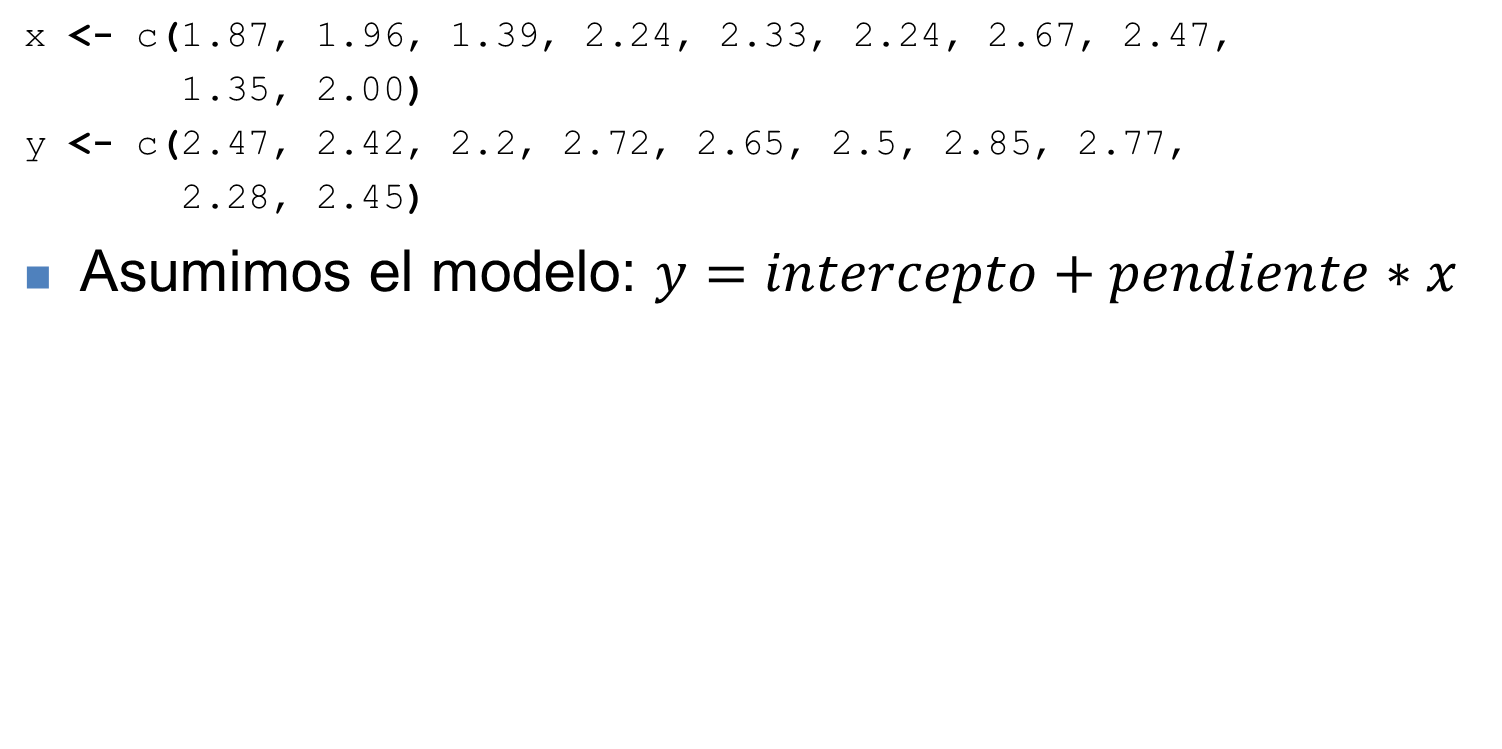 x <- c(1.87, 1.96, 1.39, 2.24, 2.33, 2.24, 2.67, 2.47,
1.35, 2.00)
y <- c(2.47, 2.42, 2.2, 2.72, 2.65, 2.5, 2.85, 2.77,
2.28, 2.45)
Asumimos el modelo: y = intercepto + pendiente * x